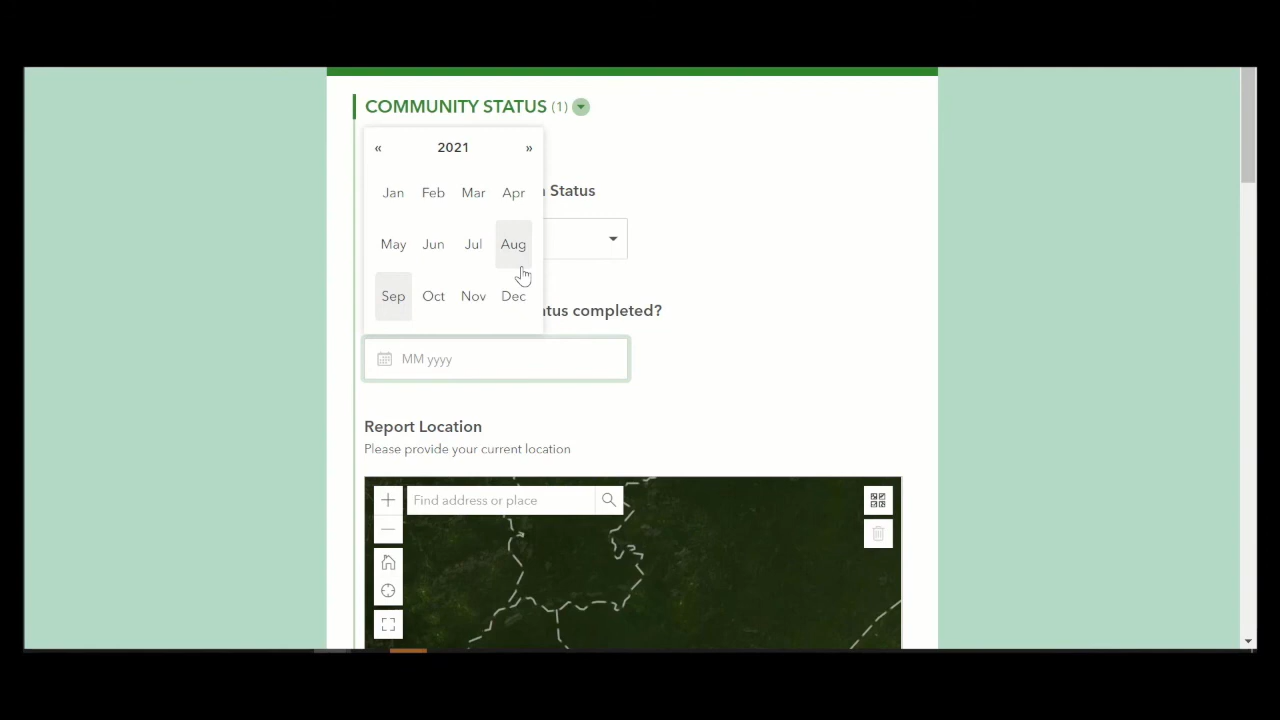 COMMUNITY STATUS (1)
« 2021 »
Jan Feb Mar Apr
Status
May Jun Jul Aug
Sep Oct Nov Dec
completed?
MM yyyy
Report Location
Please provide your current location
Find address or place